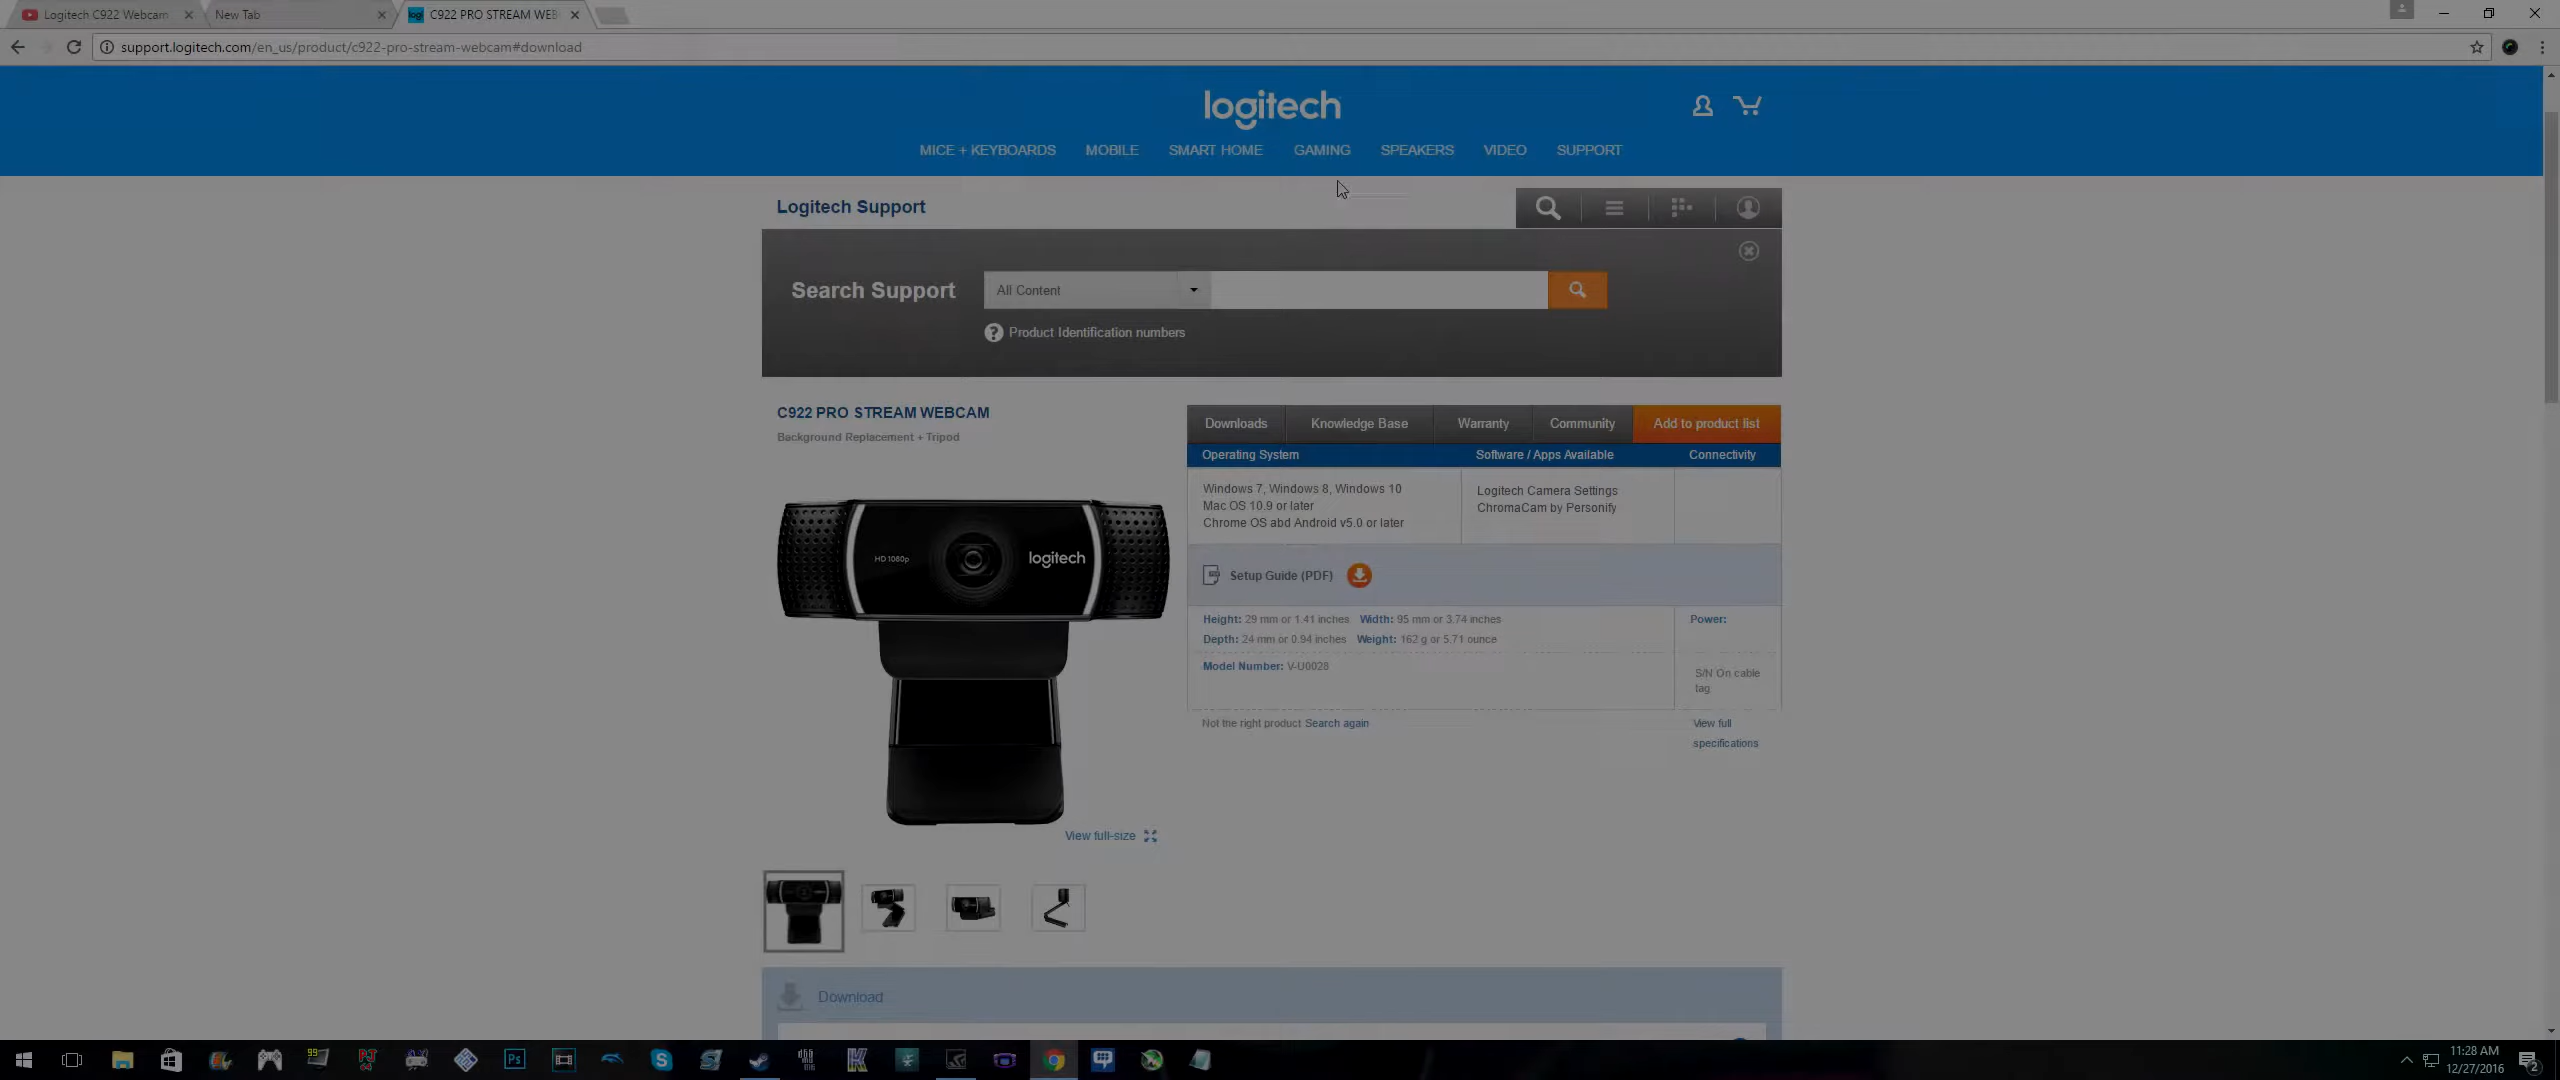 Logitech C922 Webcam
New Tab
C922 PRO STREAM WEB
support.logitech.com/en_us/product/c922-pro-stream-webcam#download
logitech
MICE + KEYBOARDS MOBILE SMART HOME GAMING SPEAKERS VIDEO SUPPORT
Logitech Support
Search Support
All Content
Product Identification numbers
C922 PRO STREAM WEBCAM
Background Replacement + Tripod
Downloads Knowledge Base Warranty Community Add to product list
Operating System Software / Apps Available Connectivity
Windows 7, Windows 8, Windows 10
Mac OS 10.9 or later
Chrome OS abd Android v5.0 or later
Logitech Camera Settings
ChromaCam by Personify
HD 1080p
logitech
Setup Guide (PDF)
Height: 29 mm or 1.41 inches Width: 95 mm or 3.74 inches
Depth: 24 mm or 0.94 inches Weight: 162 g or 5.71 ounce
Power:
Model Number: V-U0028
S/N On cable
tag
Not the right product Search again
View full
specifications
View full-size
Download
99
Ps
11:28 AM
12/27/2016
2